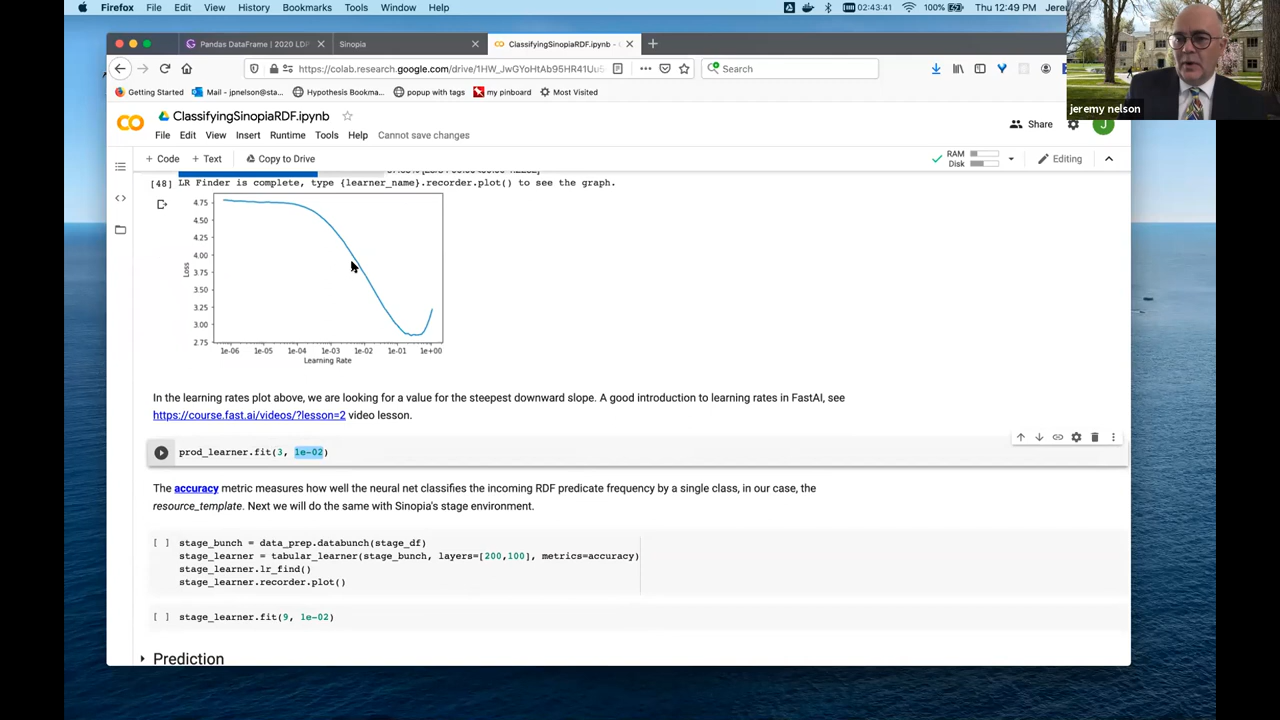 Firefox File Edit View History Bookmarks Tools Window Help 02:43:41 100% Thu 12:49 PM Jere
Pandas DataFrame | 2020 LDP Sinopia ClassifyingSinopiaRDF.ipynb -
https://colab.research.google.com/drive/1HW_JwGYoHtAb95HR41Uu5 Search
Getting Started Mail - jpnelson@sta... Hypothesis Bookma... popup with tags my pinboard Most Visited
jeremy nelson
ClassifyingSinopiaRDF.ipynb
File Edit View Insert Runtime Tools Help Cannot save changes
Share J
+ Code + Text Copy to Drive RAM Disk Editing
[48] LR Finder is complete, type {learner_name}.recorder.plot() to see the graph.
4.75
4.50
4.25
4.00
3.75
3.50
3.25
3.00
2.75
Loss
1e-06 1e-05 1e-04 1e-03 1e-02 1e-01 1e+00
Learning Rate
In the learning rates plot above, we are looking for a value for the steepest downward slope. A good introduction to learning rates in FastAI, see
https://course.fast.ai/videos/?lesson=2 video lesson.
prod_learner.fit(3, 1e-02)
The accuracy metric measures how well the neural net classifies the incoming RDF predicate frequency by a single class, in our case, the
resource_template. Next we will do the same with Sinopia's stage environment.
[ ] stage_bunch = data_prep.databunch(stage_df)
stage_learner = tabular_learner(stage_bunch, layers=[200,100], metrics=accuracy)
stage_learner.lr_find()
stage_learner.recorder.plot()
[ ] stage_learner.fit(9, 1e-02)
Prediction